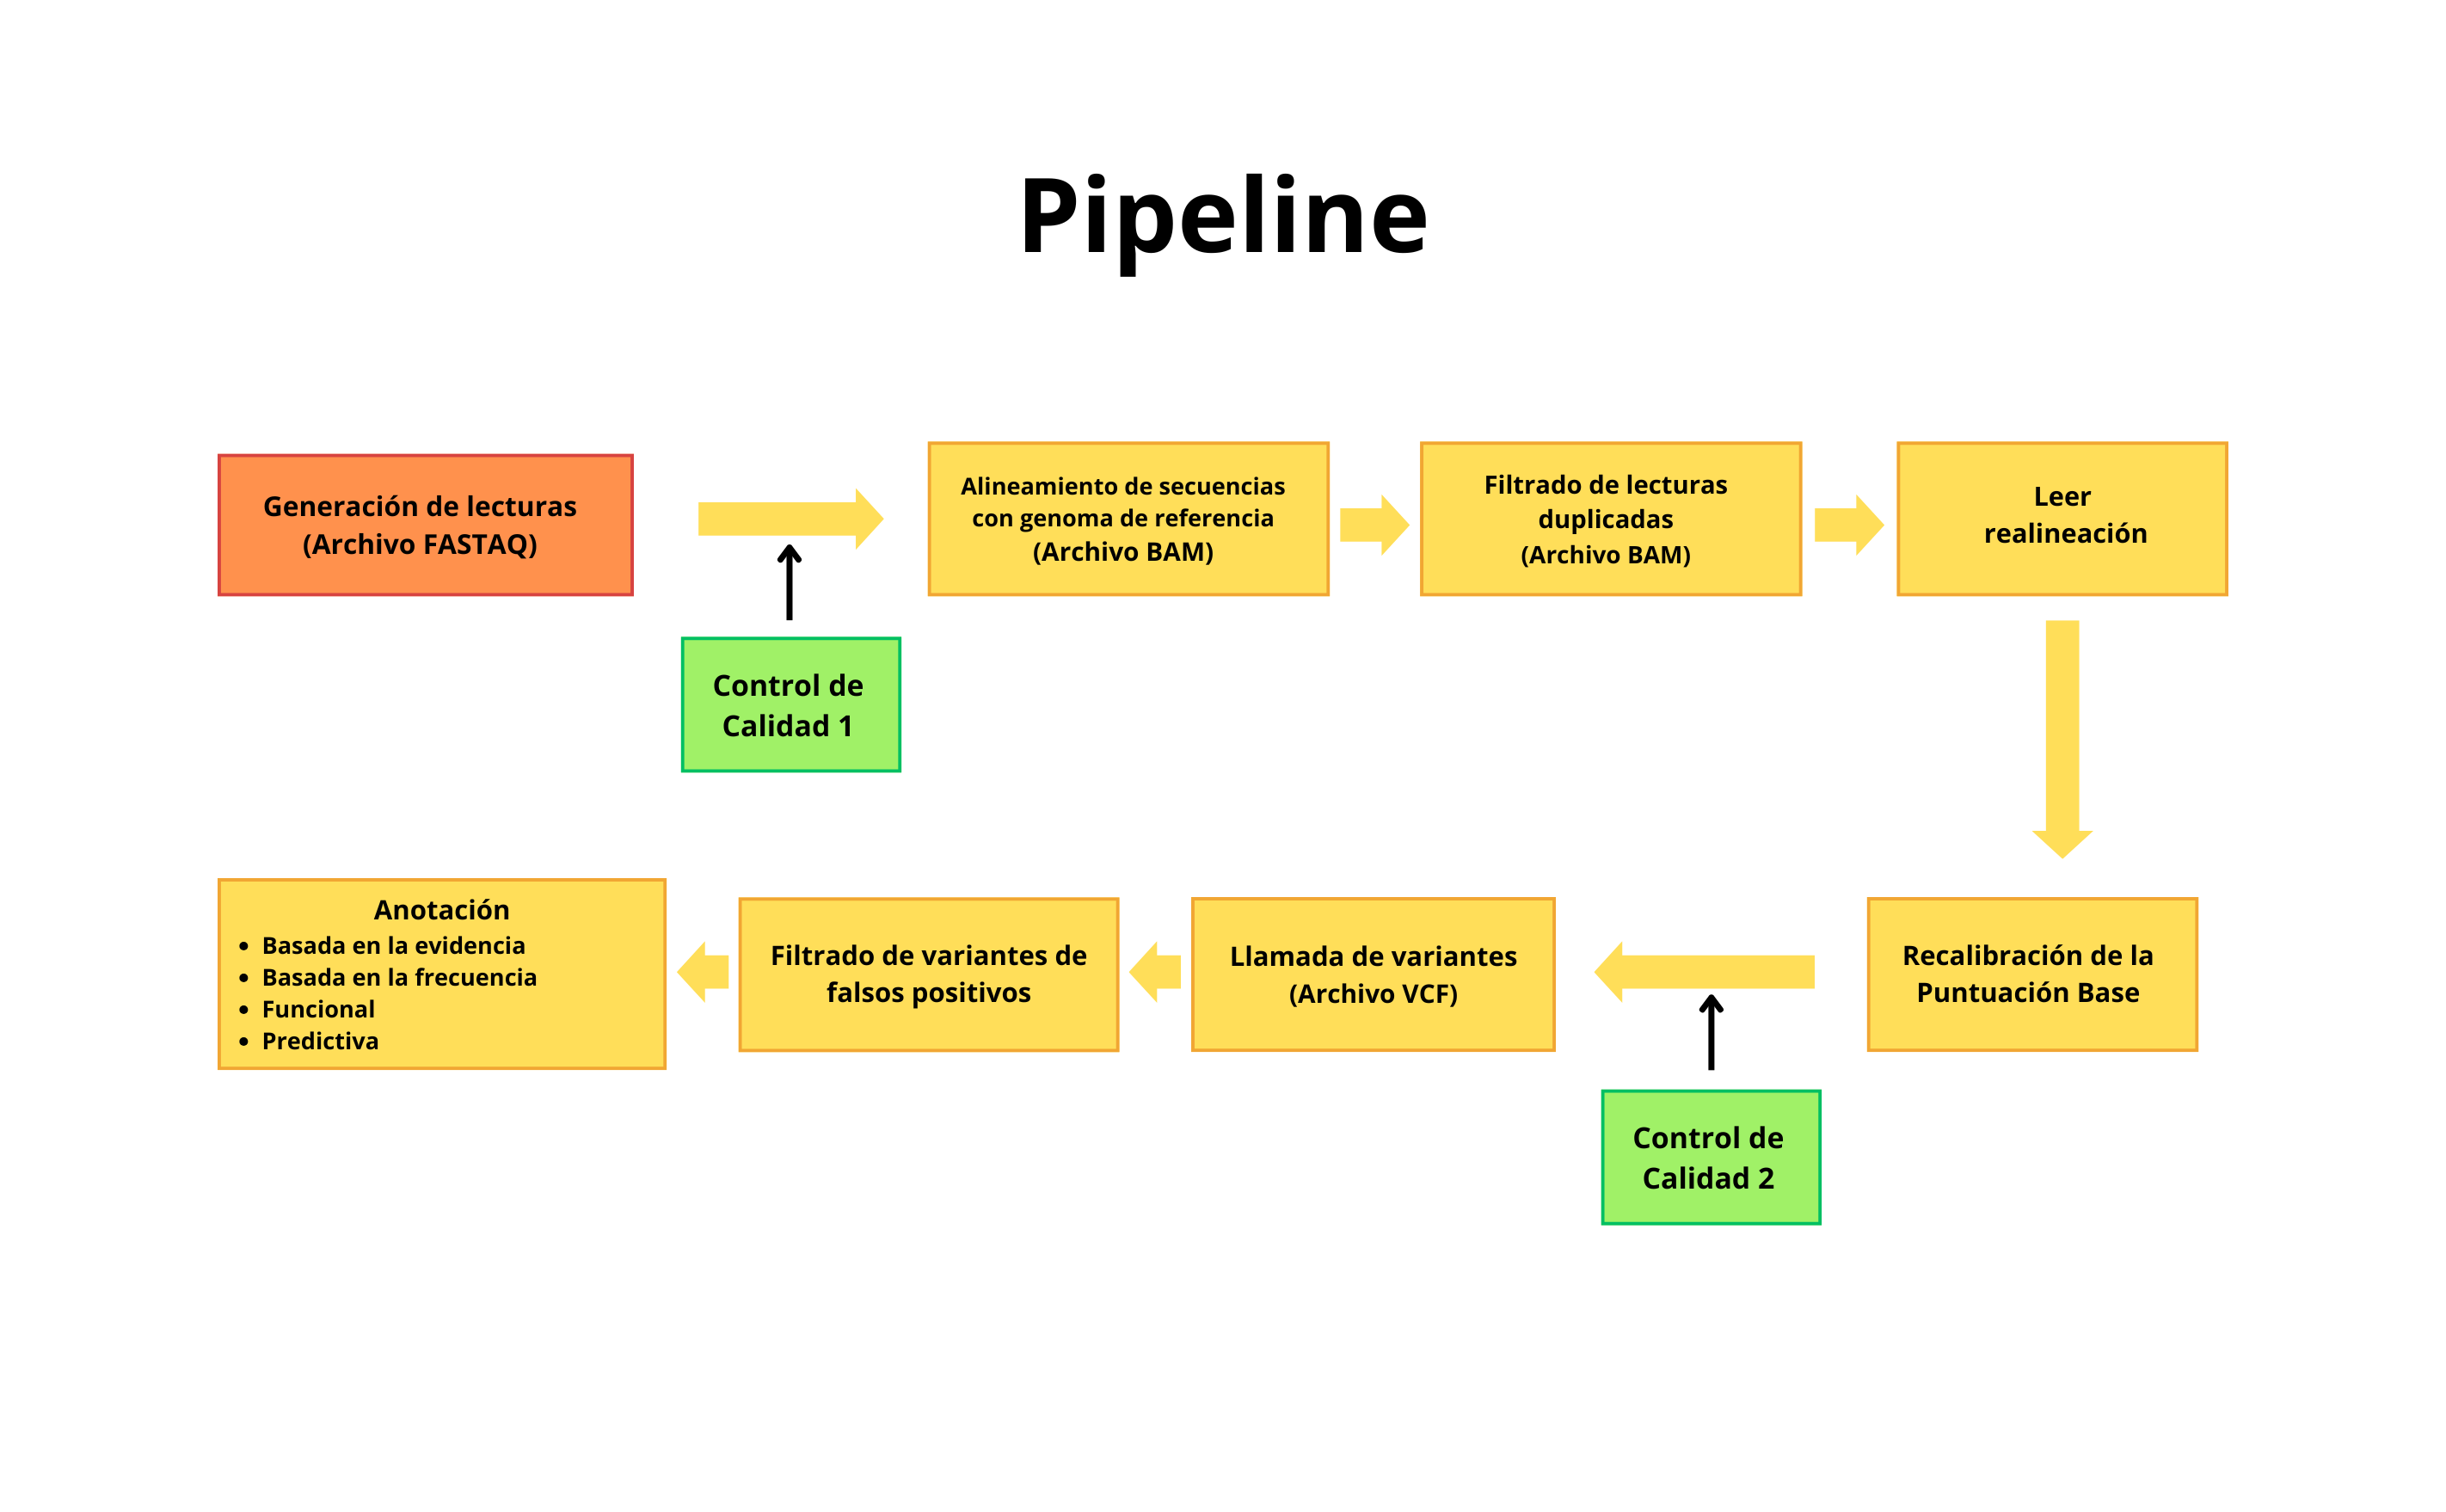 Pipeline
Generación de lecturas
(Archivo FASTAQ)
Alineamiento de secuencias
con genoma de referencia
(Archivo BAM)
Filtrado de lecturas
duplicadas
(Archivo BAM)
Leer
realineación
Control de
Calidad 1
Recalibración de la
Puntuación Base
Control de
Calidad 2
Llamada de variantes
(Archivo VCF)
Filtrado de variantes de
falsos positivos
Anotación
• Basada en la evidencia
• Basada en la frecuencia
• Funcional
• Predictiva